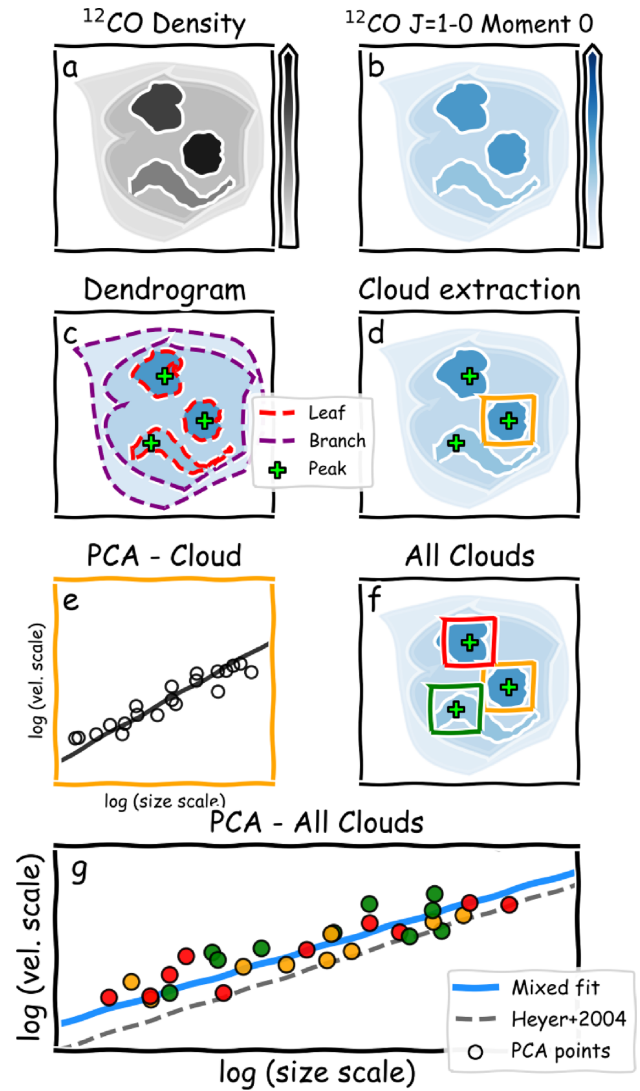 ¹²CO Density
¹²CO J=1-0 Moment 0
a
b
Dendrogram
Cloud extraction
c
d
Leaf
Branch
Peak
PCA - Cloud
All Clouds
e
f
log (vel. scale)
log (size scale)
PCA - All Clouds
g
log (vel. scale)
Mixed fit
Heyer+2004
PCA points
log (size scale)